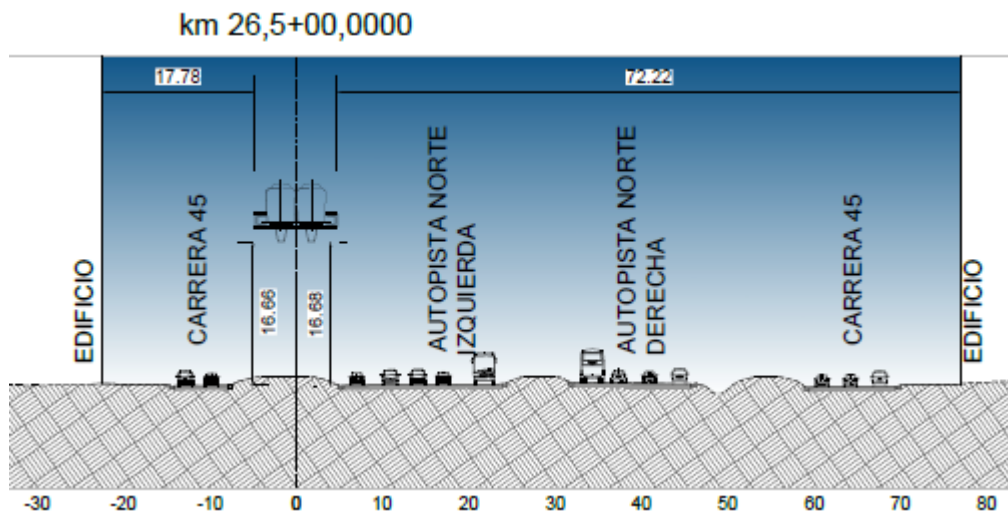 km 26,5+00,0000
17.78
72.22
EDIFICIO
CARRERA 45
16.66
16.68
AUTOPISTA NORTE
IZQUIERDA
AUTOPISTA NORTE
DERECHA
CARRERA 45
EDIFICIO
-30 -20 -10 0 10 20 30 40 50 60 70 80